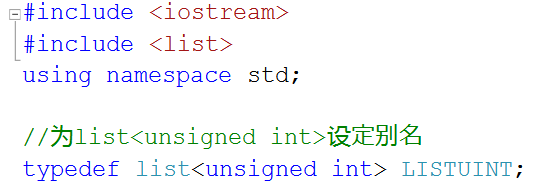 #include <iostream>
#include <list>
using namespace std;
//为list<unsigned int>设定别名
typedef list<unsigned int> LISTUINT;